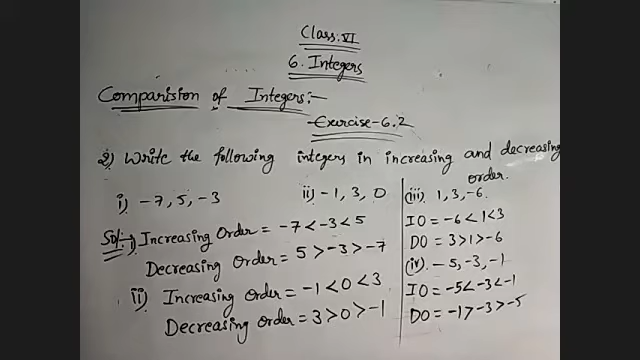 Class:VI
6. Integers
Comparision of Integers:-
-Exercise-6.2
2) Write the following integers in increasing and decreasing order.
i) -7, 5, -3
ii) -1, 3, 0
Sol:- i) Increasing Order = -7 < -3 < 5
Decreasing Order = 5 > -3 > -7
ii) Increasing Order = -1 < 0 < 3
Decreasing Order = 3 > 0 > -1
(iii) 1, 3, -6.
IO = -6 < 1 < 3
DO = 3 > 1 > -6
(iv). -5, -3, -1
IO = -5 < -3 < -1
DO = -1 > -3 > -5